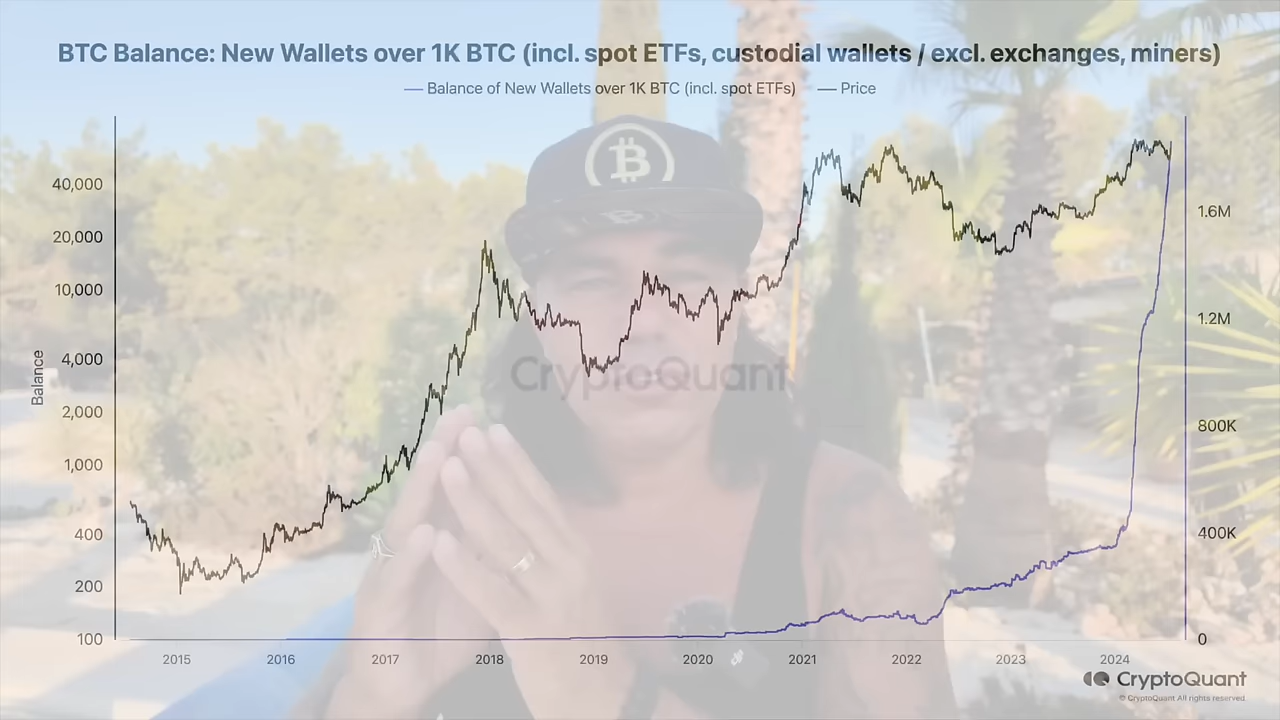 BTC Balance: New Wallets over 1K BTC (incl. spot ETFs, custodial wallets / excl. exchanges, miners)
Balance of New Wallets over 1K BTC (incl. spot ETFs) Price
Balance
40,000
20,000
10,000
4,000
2,000
1,000
400
200
100
CryptoQuant
1.6M
1.2M
800K
400K
0
2015 2016 2017 2018 2019 2020 2021 2022 2023 2024
CryptoQuant
© CryptoQuant All rights reserved.